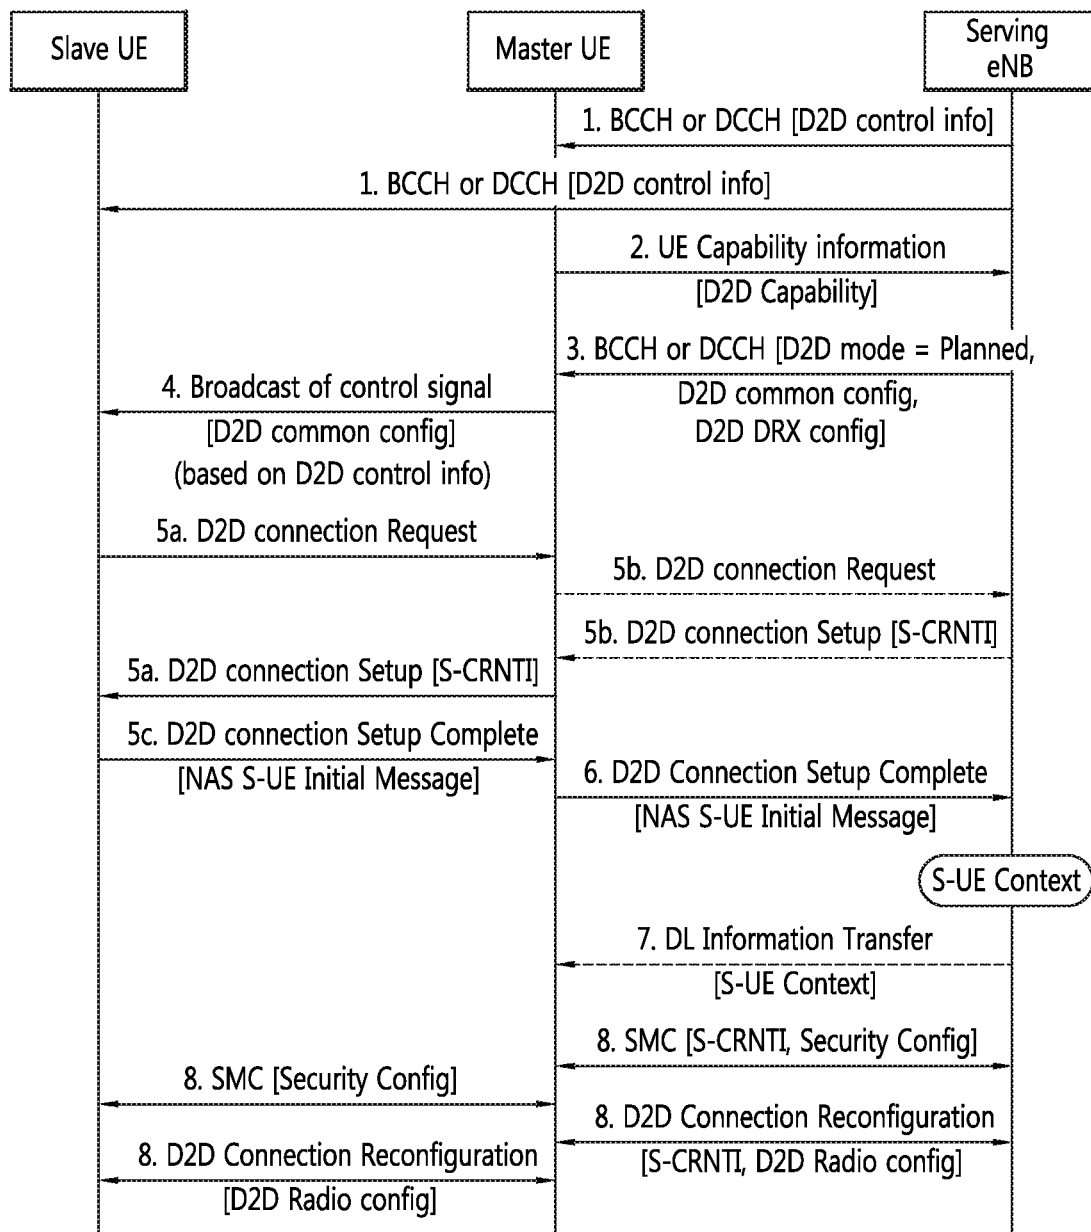 Slave UE
Master UE
Serving
eNB
1. BCCH or DCCH [D2D control info]
1. BCCH or DCCH [D2D control info]
2. UE Capability information
[D2D Capability]
3. BCCH or DCCH [D2D mode = Planned,
D2D common config,
D2D DRX config]
4. Broadcast of control signal
[D2D common config]
(based on D2D control info)
5a. D2D connection Request
5b. D2D connection Request
5b. D2D connection Setup [S-CRNTI]
5a. D2D connection Setup [S-CRNTI]
5c. D2D connection Setup Complete
[NAS S-UE Initial Message]
6. D2D Connection Setup Complete
[NAS S-UE Initial Message]
S-UE Context
7. DL Information Transfer
[S-UE Context]
8. SMC [S-CRNTI, Security Config]
8. SMC [Security Config]
8. D2D Connection Reconfiguration
[S-CRNTI, D2D Radio config]
8. D2D Connection Reconfiguration
[D2D Radio config]